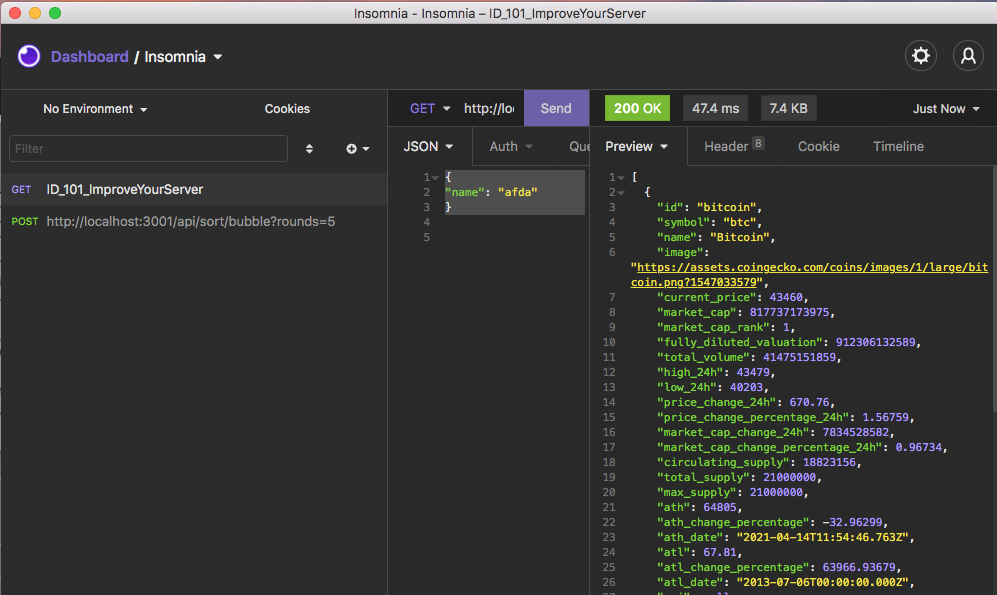 Insomnia - Insomnia – ID_101_ImproveYourServer
Dashboard / Insomnia
No Environment
Cookies
Filter
GET ID_101_ImproveYourServer
POST http://localhost:3001/api/sort/bubble?rounds=5
GET http://lo Send
JSON Auth Que
1 {
2 "name": "afda"
3 }
4
5
200 OK 47.4 ms 7.4 KB Just Now
Preview Header 8 Cookie Timeline
1 [
2 {
3 "id": "bitcoin",
4 "symbol": "btc",
5 "name": "Bitcoin",
6 "image":
"https://assets.coingecko.com/coins/images/1/large/bit
coin.png?1547033579",
7 "current_price": 43460,
8 "market_cap": 817737173975,
9 "market_cap_rank": 1,
10 "fully_diluted_valuation": 912306132589,
11 "total_volume": 41475151859,
12 "high_24h": 43479,
13 "low_24h": 40203,
14 "price_change_24h": 670.76,
15 "price_change_percentage_24h": 1.56759,
16 "market_cap_change_24h": 7834528582,
17 "market_cap_change_percentage_24h": 0.96734,
18 "circulating_supply": 18823156,
19 "total_supply": 21000000,
20 "max_supply": 21000000,
21 "ath": 64805,
22 "ath_change_percentage": -32.96299,
23 "ath_date": "2021-04-14T11:54:46.763Z",
24 "atl": 67.81,
25 "atl_change_percentage": 63966.93679,
26 "atl_date": "2013-07-06T00:00:00.000Z",